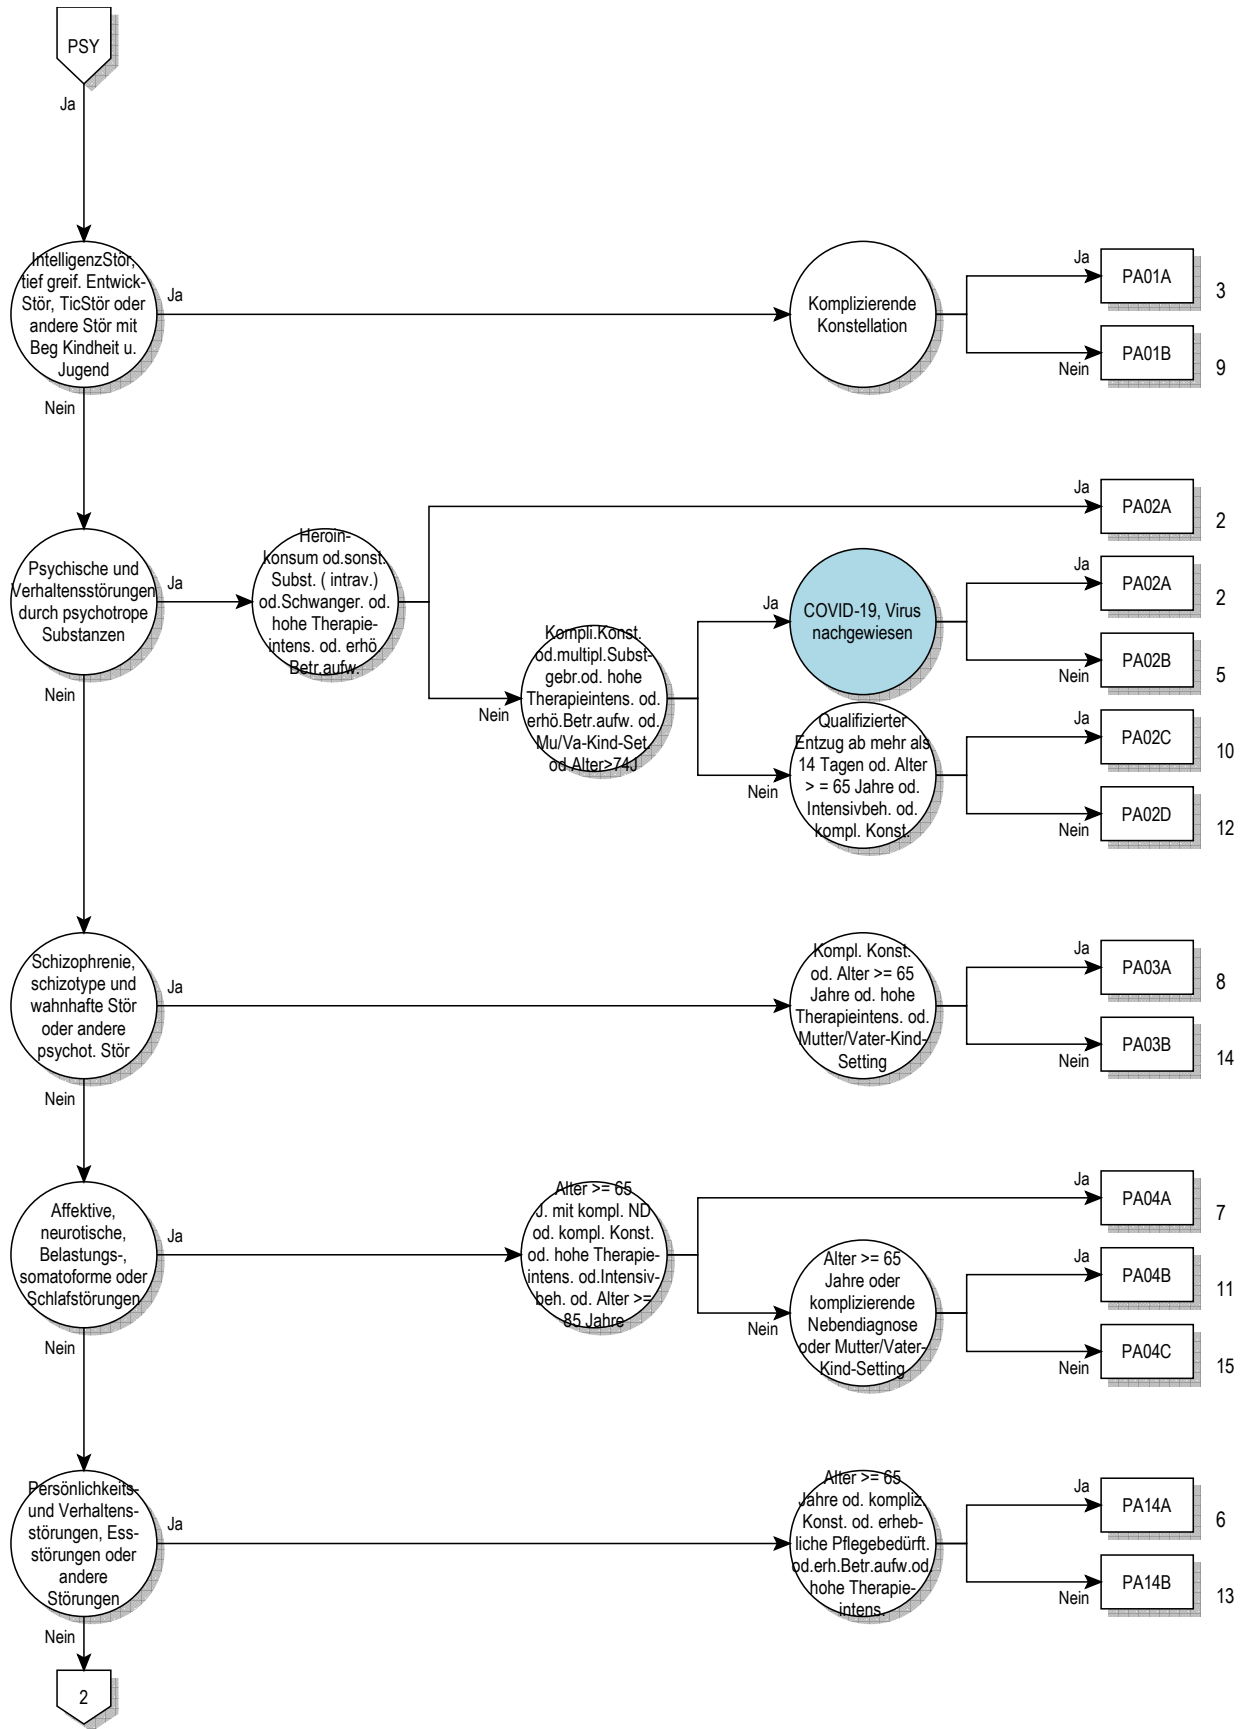 PSY
Ja
IntelligenzStör,
tief greif. Entwick-
Stör, TicStör oder
andere Stör mit
Beg Kindheit u.
Jugend
Ja
Komplizierende
Konstellation
Ja
PA01A
3
Nein
PA01B
9
Nein
Psychische und
Verhaltensstörungen
durch psychotrope
Substanzen
Ja
Heroin-
konsum od.sonst.
Subst. ( intrav.)
od.Schwanger. od.
hohe Therapie-
intens. od. erhö.
Betr.aufw.
Ja
PA02A
2
Nein
Kompli.Konst.
od.multipl.Subst-
gebr.od. hohe
Therapieintens. od.
erhö.Betr.aufw. od.
Mu/Va-Kind-Set.
od Alter>74J
Ja
COVID-19, Virus
nachgewiesen
Ja
PA02A
2
Nein
PA02B
5
Nein
Qualifizierter
Entzug ab mehr als
14 Tagen od. Alter
> = 65 Jahre od.
Intensivbeh. od.
kompl. Konst.
Ja
PA02C
10
Nein
PA02D
12
Nein
Schizophrenie,
schizotype und
wahnhafte Stör
oder andere
psychot. Stör
Ja
Kompl. Konst.
od. Alter >= 65
Jahre od. hohe
Therapieintens. od.
Mutter/Vater-Kind-
Setting
Ja
PA03A
8
Nein
PA03B
14
Nein
Affektive,
neurotische,
Belastungs-,
somatoforme oder
Schlafstörungen
Ja
Alter >= 65
J. mit kompl. ND
od. kompl. Konst.
od. hohe Therapie-
intens. od.Intensiv-
beh. od. Alter >=
85 Jahre
Ja
PA04A
7
Nein
Alter >= 65
Jahre oder
komplizierende
Nebendiagnose
oder Mutter/Vater-
Kind-Setting
Ja
PA04B
11
Nein
PA04C
15
Nein
Persönlichkeits-
und Verhaltens-
störungen, Ess-
störungen oder
andere
Störungen
Ja
Alter >= 65
Jahre od. kompliz.
Konst. od. erheb-
liche Pflegebedürft.
od.erh.Betr.aufw.od.
hohe Therapie-
intens.
Ja
PA14A
6
Nein
PA14B
13
Nein
2